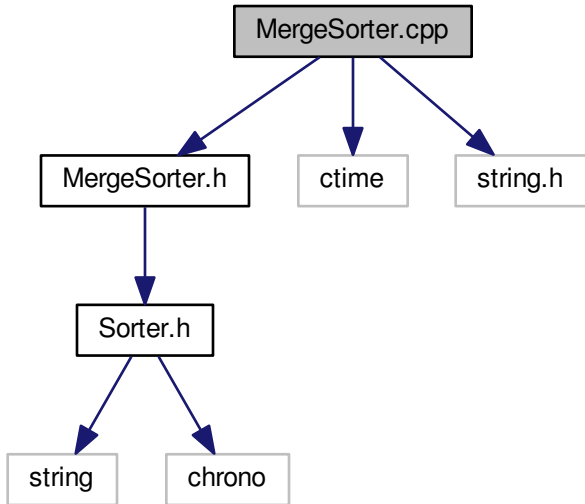 MergeSorter.cpp
MergeSorter.h
ctime
string.h
Sorter.h
string
chrono